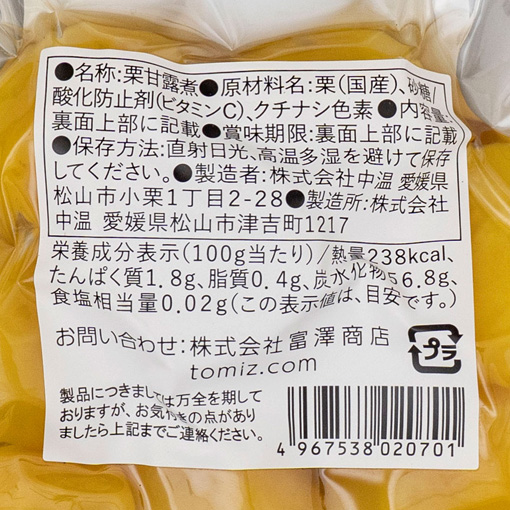 ●名称:栗甘露煮●原材料名:栗(国産)、砂糖/
酸化防止剤(ビタミンC)、クチナシ色素●内容量:
裏面上部に記載●賞味期限:裏面上部に記載
●保存方法:直射日光、高温多湿を避けて保存
してください。●製造者:株式会社中温 愛媛県
松山市小栗1丁目2-28●製造所:株式会社
中温 愛媛県松山市津吉町1217
栄養成分表示(100g当たり)/熱量238kcal、
たんぱく質1.8g、脂質0.4g、炭水化物56.8g、
食塩相当量0.02g(この表示値は、目安です。)
お問い合わせ:株式会社富澤商店
tomiz.com
プラ
製品につきましては万全を期して
おりますが、お気付きの点があり
ましたら上記までご連絡ください。
4 967538 020701